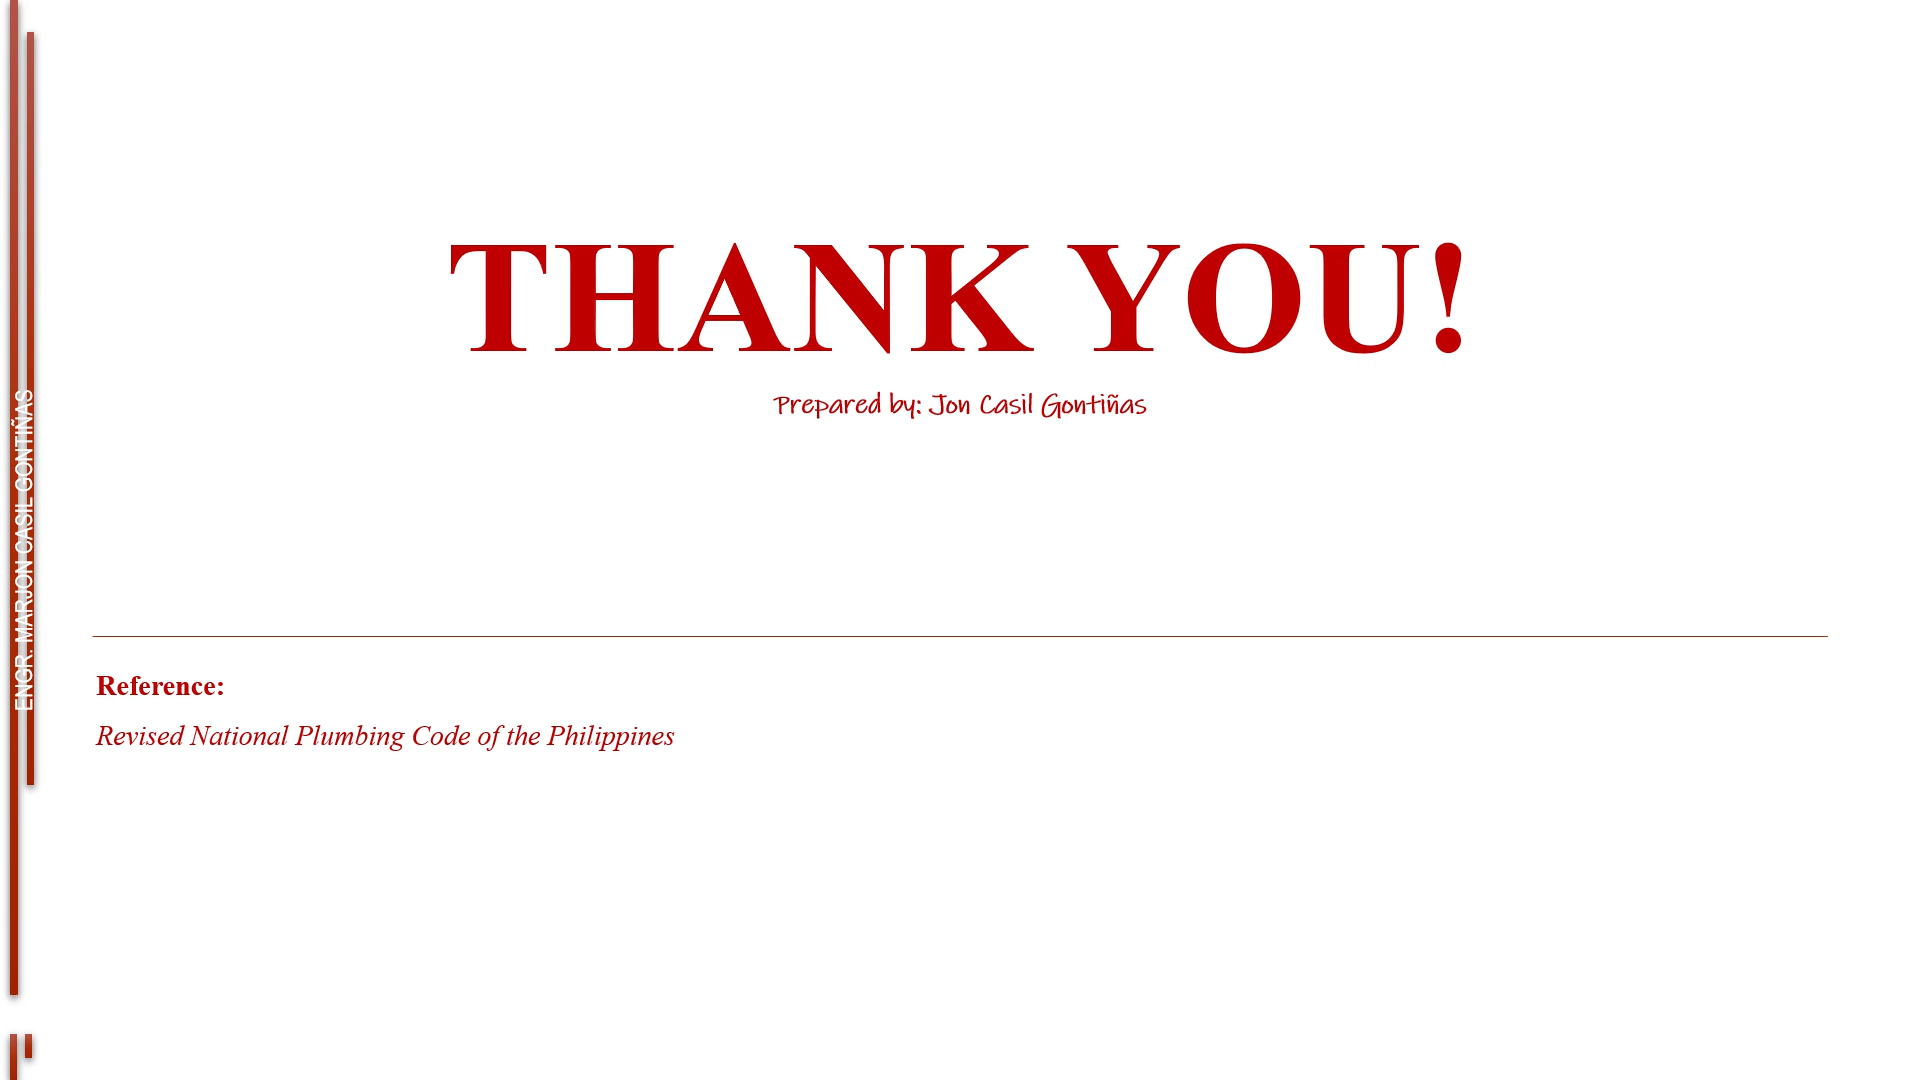 THANK YOU!
Prepared by: Jon Casil Gontiñas
ENGR. MARJON CASIL GONTIÑAS
Reference:
Revised National Plumbing Code of the Philippines